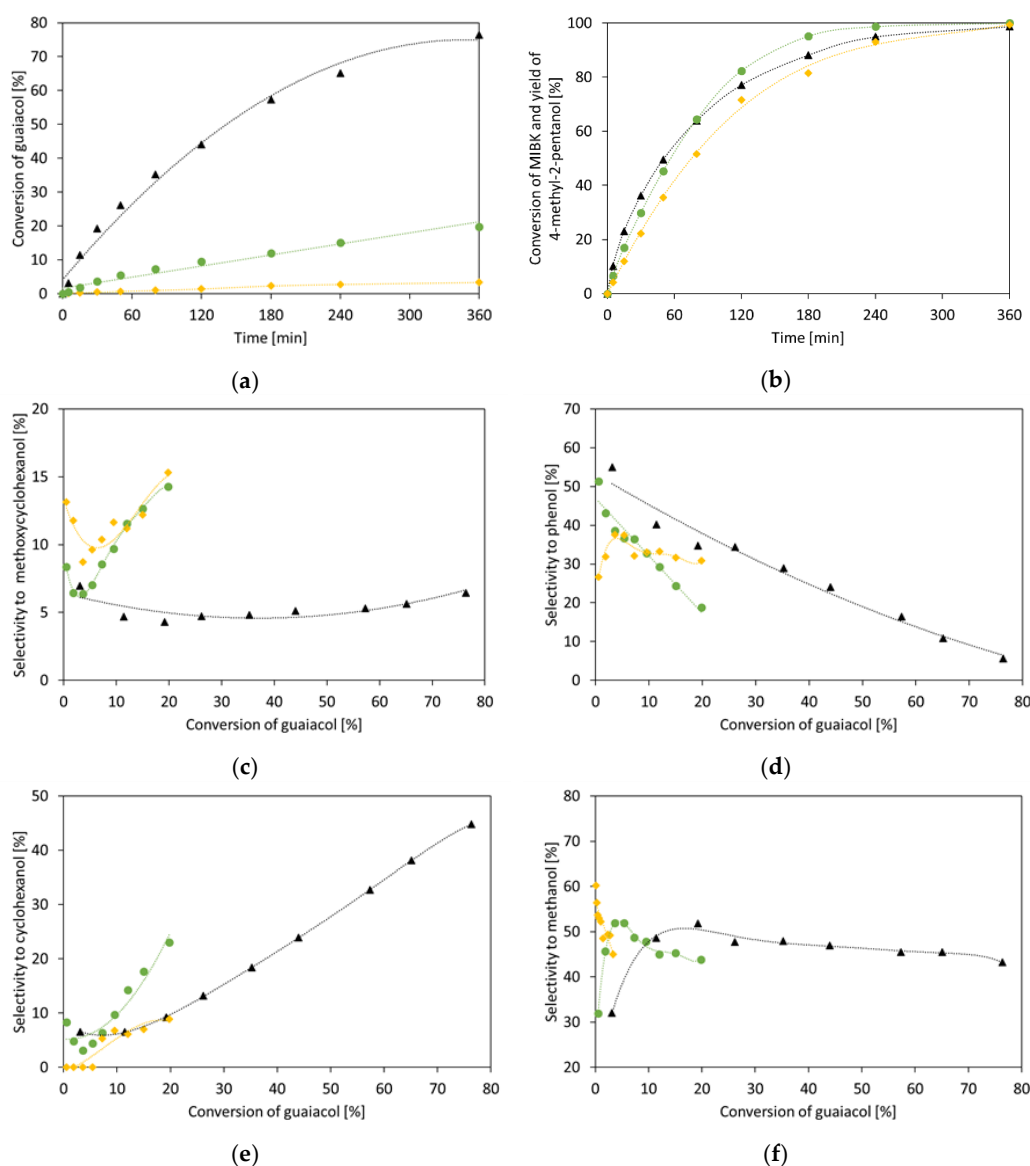 Conversion of guaiacol [%]
80
70
60
50
40
30
20
10
0
0 60 120 180 240 300 360
Time [min]
(a)
Conversion of MIBK and yield of
4-methyl-2-pentanol [%]
100
80
60
40
20
0
0 60 120 180 240 300 360
Time [min]
(b)
Selectivity to methoxycyclohexanol [%]
20
15
10
5
0
0 10 20 30 40 50 60 70 80
Conversion of guaiacol [%]
(c)
Selectivity to phenol [%]
70
60
50
40
30
20
10
0
0 10 20 30 40 50 60 70 80
Conversion of guaiacol [%]
(d)
Selectivity to cyclohexanol [%]
50
40
30
20
10
0
0 10 20 30 40 50 60 70 80
Conversion of guaiacol [%]
(e)
Selectivity to methanol [%]
80
70
60
50
40
30
20
0 10 20 30 40 50 60 70 80
Conversion of guaiacol [%]
(f)